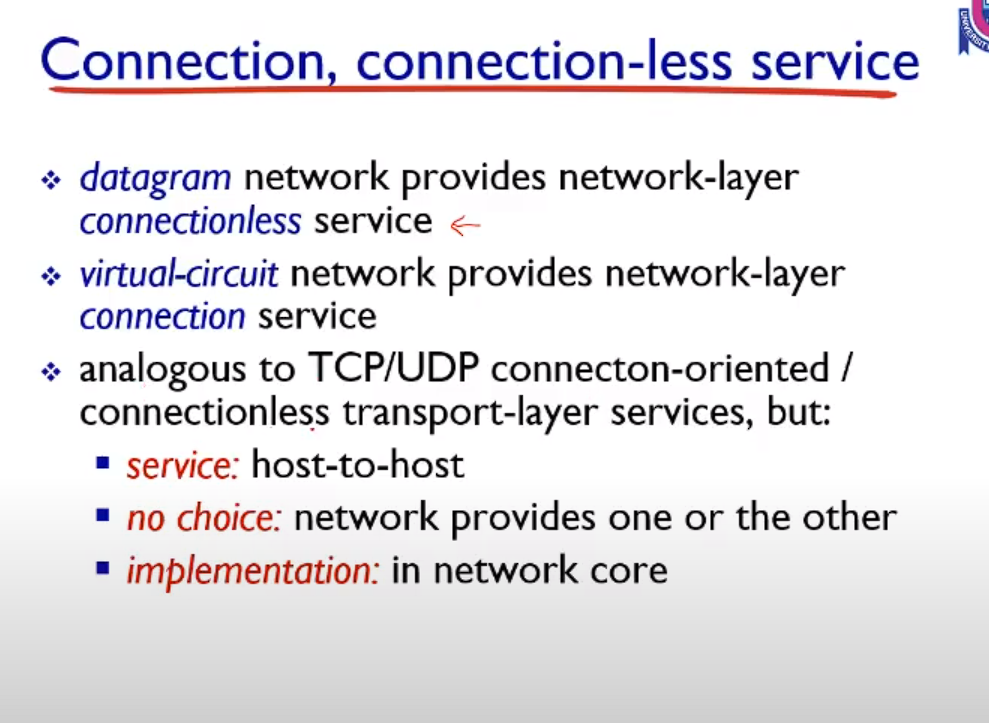 Connection, connection-less service
❖ datagram network provides network-layer
connectionless service
❖ virtual-circuit network provides network-layer
connection service
❖ analogous to TCP/UDP connecton-oriented /
connectionless transport-layer services, but:
▪ service: host-to-host
▪ no choice: network provides one or the other
▪ implementation: in network core